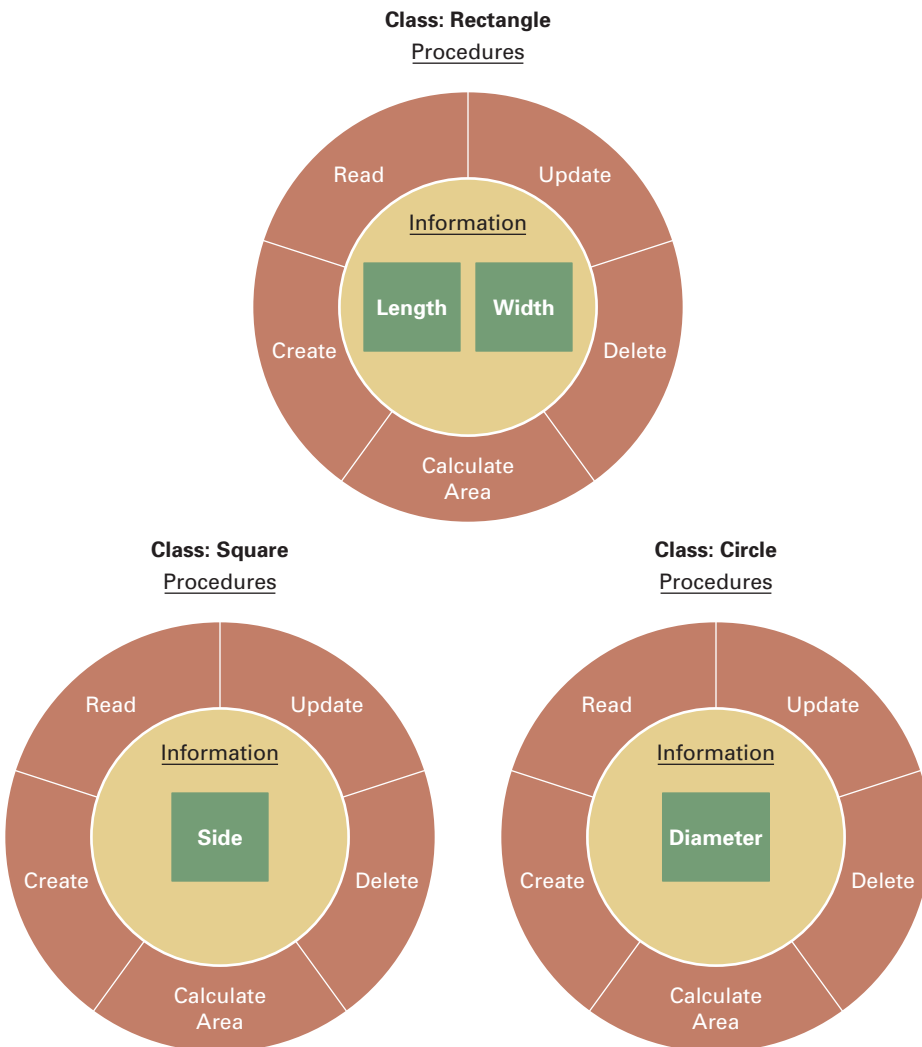 Class: Rectangle
Procedures
Read
Update
Information
Length
Width
Create
Delete
Calculate
Area
Class: Square
Procedures
Read
Update
Information
Side
Create
Delete
Calculate
Area
Class: Circle
Procedures
Read
Update
Information
Diameter
Create
Delete
Calculate
Area